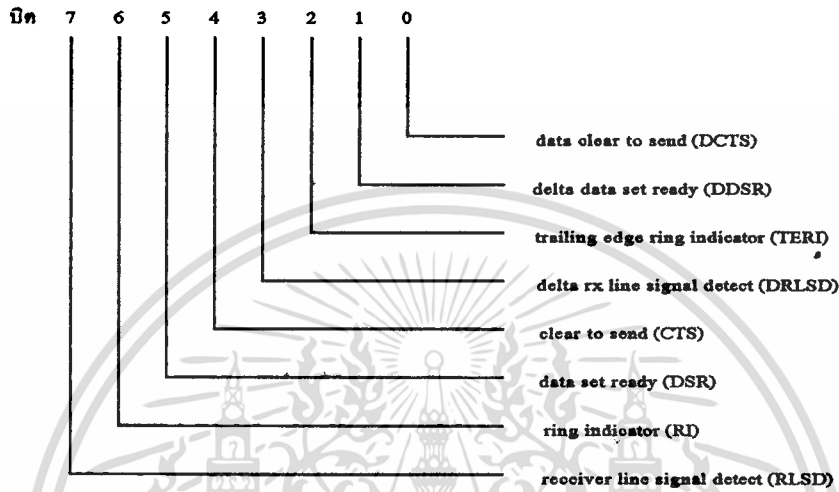 บิต 7 6 5 4 3 2 1 0
data clear to send (DCTS)
delta data set ready (DDSR)
trailing edge ring indicator (TERI)
delta rx line signal detect (DRLSD)
clear to send (CTS)
data set ready (DSR)
ring indicator (RI)
receiver line signal detect (RLSD)